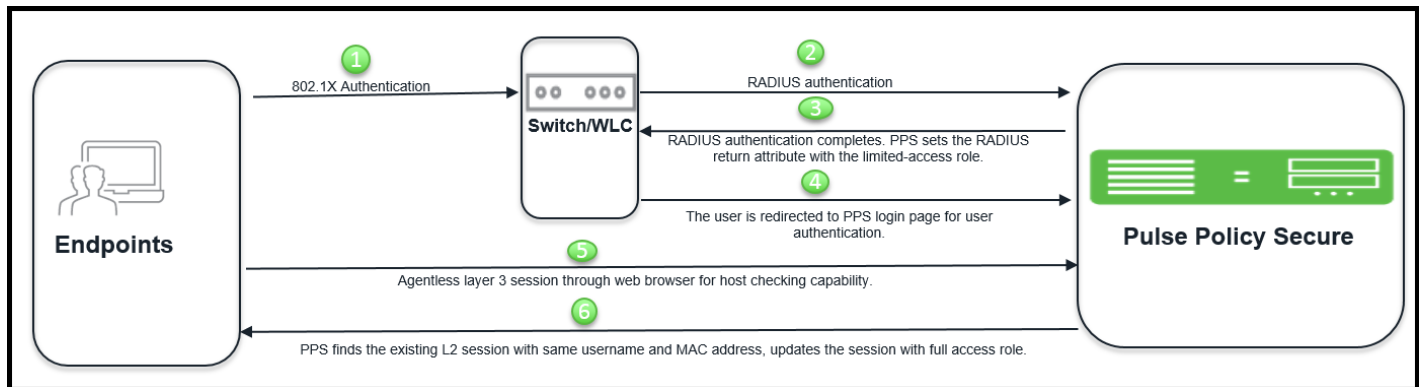 1
802.1X Authentication
2
RADIUS authentication
3
RADIUS authentication completes. PPS sets the RADIUS
return attribute with the limited-access role.
4
The user is redirected to PPS login page for user
authentication.
Switch/WLC
Endpoints
Pulse Policy Secure
5
Agentless layer 3 session through web browser for host checking capability.
6
PPS finds the existing L2 session with same username and MAC address, updates the session with full access role.